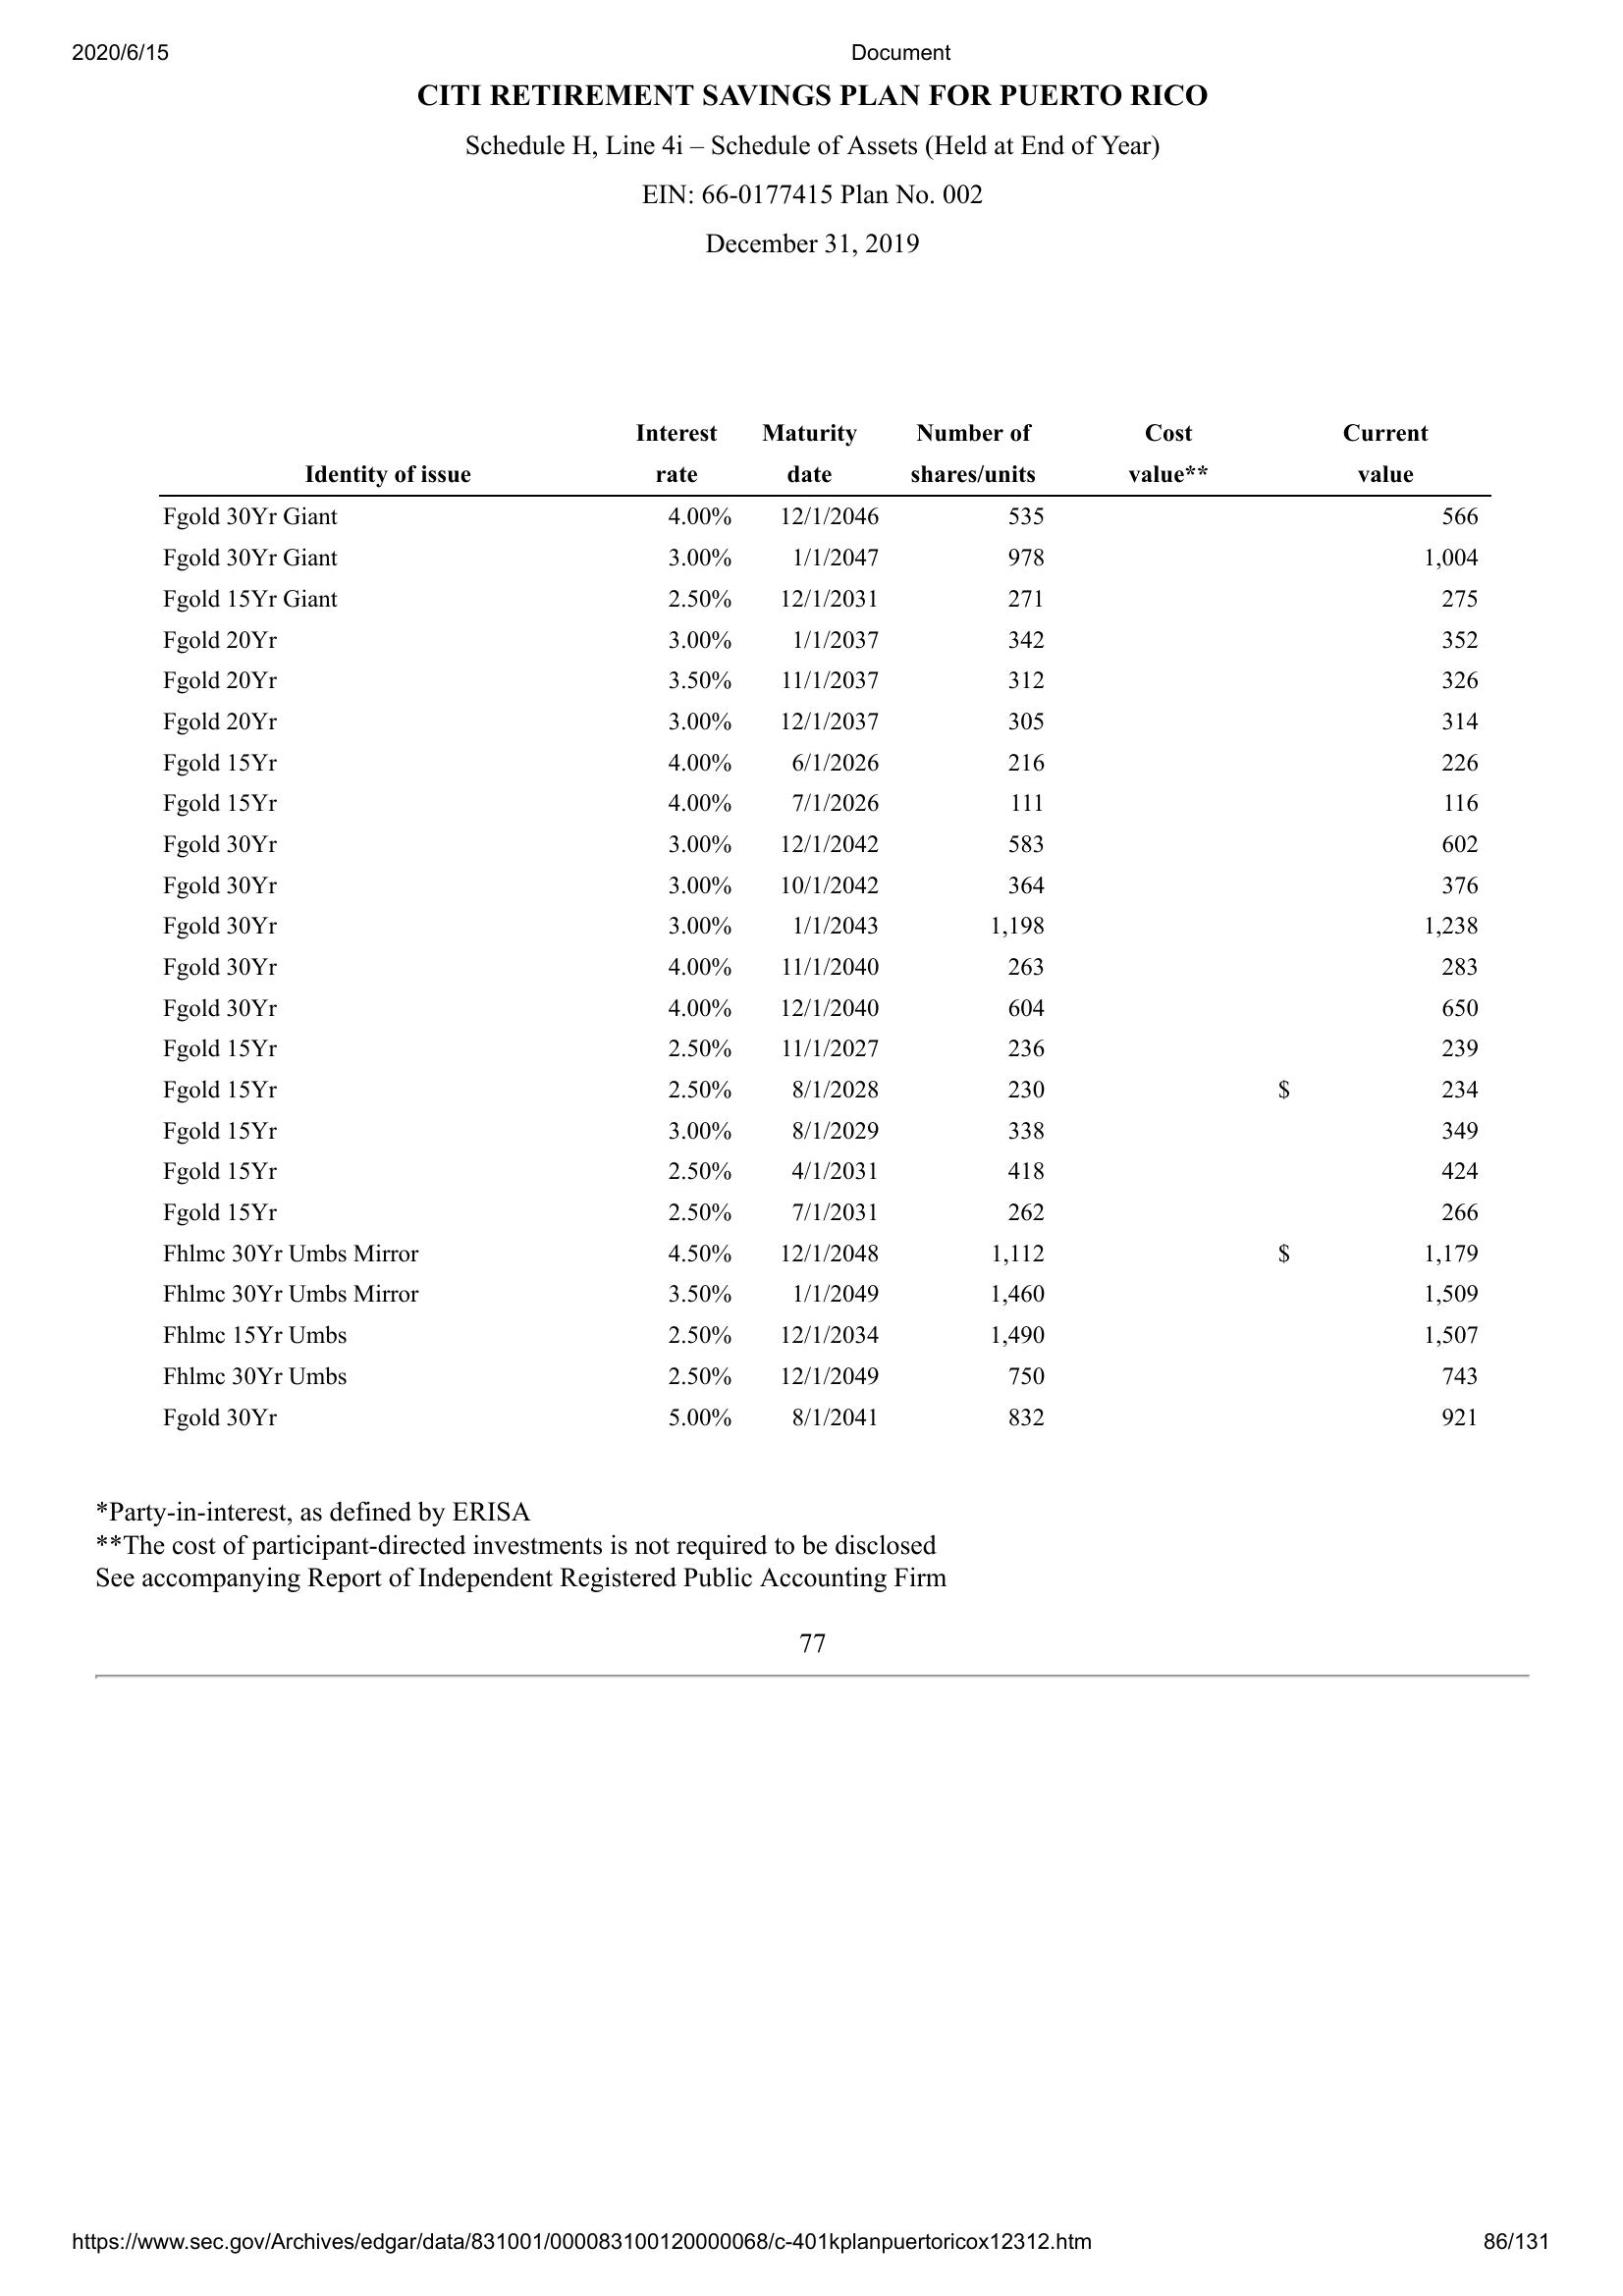 2020/6/15 Document
CITI RETIREMENT SAVINGS PLAN FOR PUERTO RICO
Schedule H, Line 4i – Schedule of Assets (Held at End of Year)
EIN: 66-0177415 Plan No. 002
December 31, 2019
Interest Maturity Number of Cost Current
Identity of issue rate date shares/units value** value
Fgold 30Yr Giant 4.00% 12/1/2046 535 566
Fgold 30Yr Giant 3.00% 1/1/2047 978 1,004
Fgold 15Yr Giant 2.50% 12/1/2031 271 275
Fgold 20Yr 3.00% 1/1/2037 342 352
Fgold 20Yr 3.50% 11/1/2037 312 326
Fgold 20Yr 3.00% 12/1/2037 305 314
Fgold 15Yr 4.00% 6/1/2026 216 226
Fgold 15Yr 4.00% 7/1/2026 111 116
Fgold 30Yr 3.00% 12/1/2042 583 602
Fgold 30Yr 3.00% 10/1/2042 364 376
Fgold 30Yr 3.00% 1/1/2043 1,198 1,238
Fgold 30Yr 4.00% 11/1/2040 263 283
Fgold 30Yr 4.00% 12/1/2040 604 650
Fgold 15Yr 2.50% 11/1/2027 236 239
Fgold 15Yr 2.50% 8/1/2028 230 $ 234
Fgold 15Yr 3.00% 8/1/2029 338 349
Fgold 15Yr 2.50% 4/1/2031 418 424
Fgold 15Yr 2.50% 7/1/2031 262 266
Fhlmc 30Yr Umbs Mirror 4.50% 12/1/2048 1,112 $ 1,179
Fhlmc 30Yr Umbs Mirror 3.50% 1/1/2049 1,460 1,509
Fhlmc 15Yr Umbs 2.50% 12/1/2034 1,490 1,507
Fhlmc 30Yr Umbs 2.50% 12/1/2049 750 743
Fgold 30Yr 5.00% 8/1/2041 832 921
*Party-in-interest, as defined by ERISA
**The cost of participant-directed investments is not required to be disclosed
See accompanying Report of Independent Registered Public Accounting Firm
77
https://www.sec.gov/Archives/edgar/data/831001/000083100120000068/c-401kplanpuertoricox12312.htm 86/131